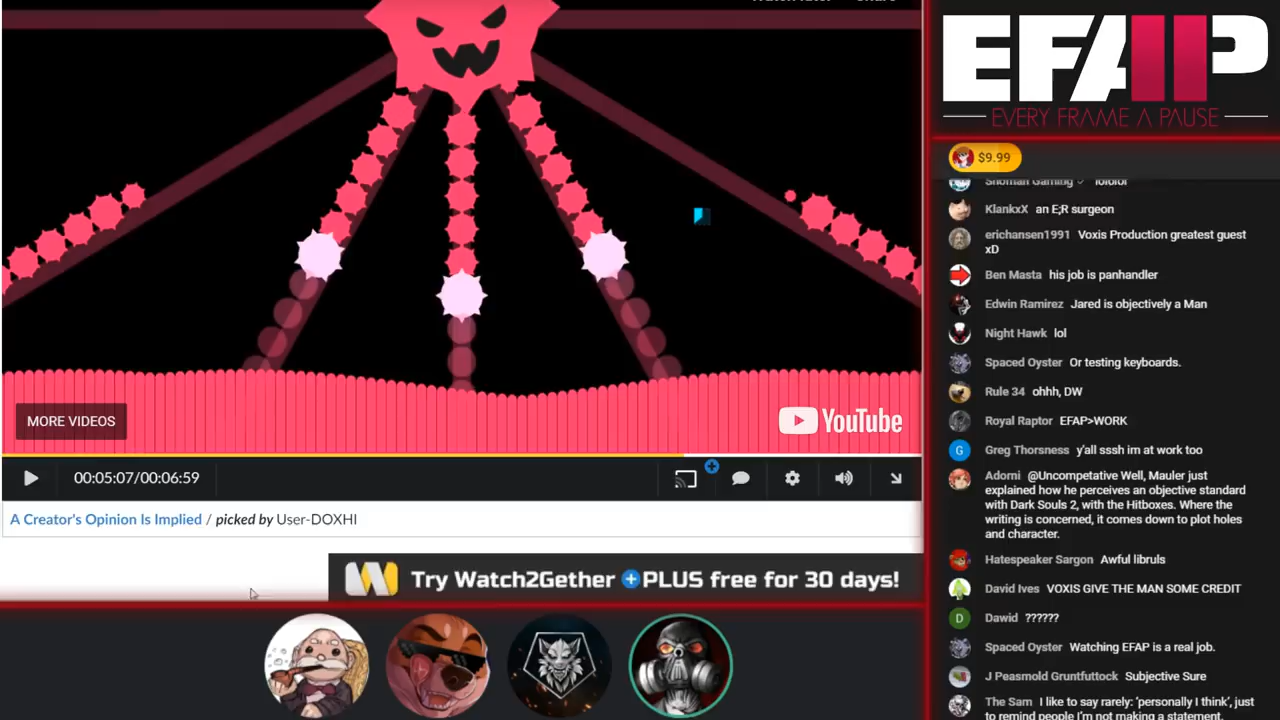 EFAP
EVERY FRAME A PAUSE
$9.99
Shoman Gaming lololol
KlankxX an E;R surgeon
erichansen1991 Voxis Production greatest guest
xD
Ben Masta his job is panhandler
Edwin Ramirez Jared is objectively a Man
Night Hawk lol
Spaced Oyster Or testing keyboards.
Rule 34 ohhh, DW
Royal Raptor EFAP>WORK
G
Greg Thorsness y'all sssh im at work too
Adorni @Uncompetative Well, Mauler just
explained how he perceives an objective standard
with Dark Souls 2, with the Hitboxes. Where the
writing is concerned, it comes down to plot holes
and character.
Hatespeaker Sargon Awful libruls
David Ives VOXIS GIVE THE MAN SOME CREDIT
D
Dawid ??????
Spaced Oyster Watching EFAP is a real job.
J Peasmold Gruntfuttock Subjective Sure
The Sam I like to say rarely: 'personally I think', just
to remind people I'm not making a statement.
MORE VIDEOS
YouTube
00:05:07/00:06:59
A Creator's Opinion Is Implied / picked by User-DOXHI
Try Watch2Gether +PLUS free for 30 days!